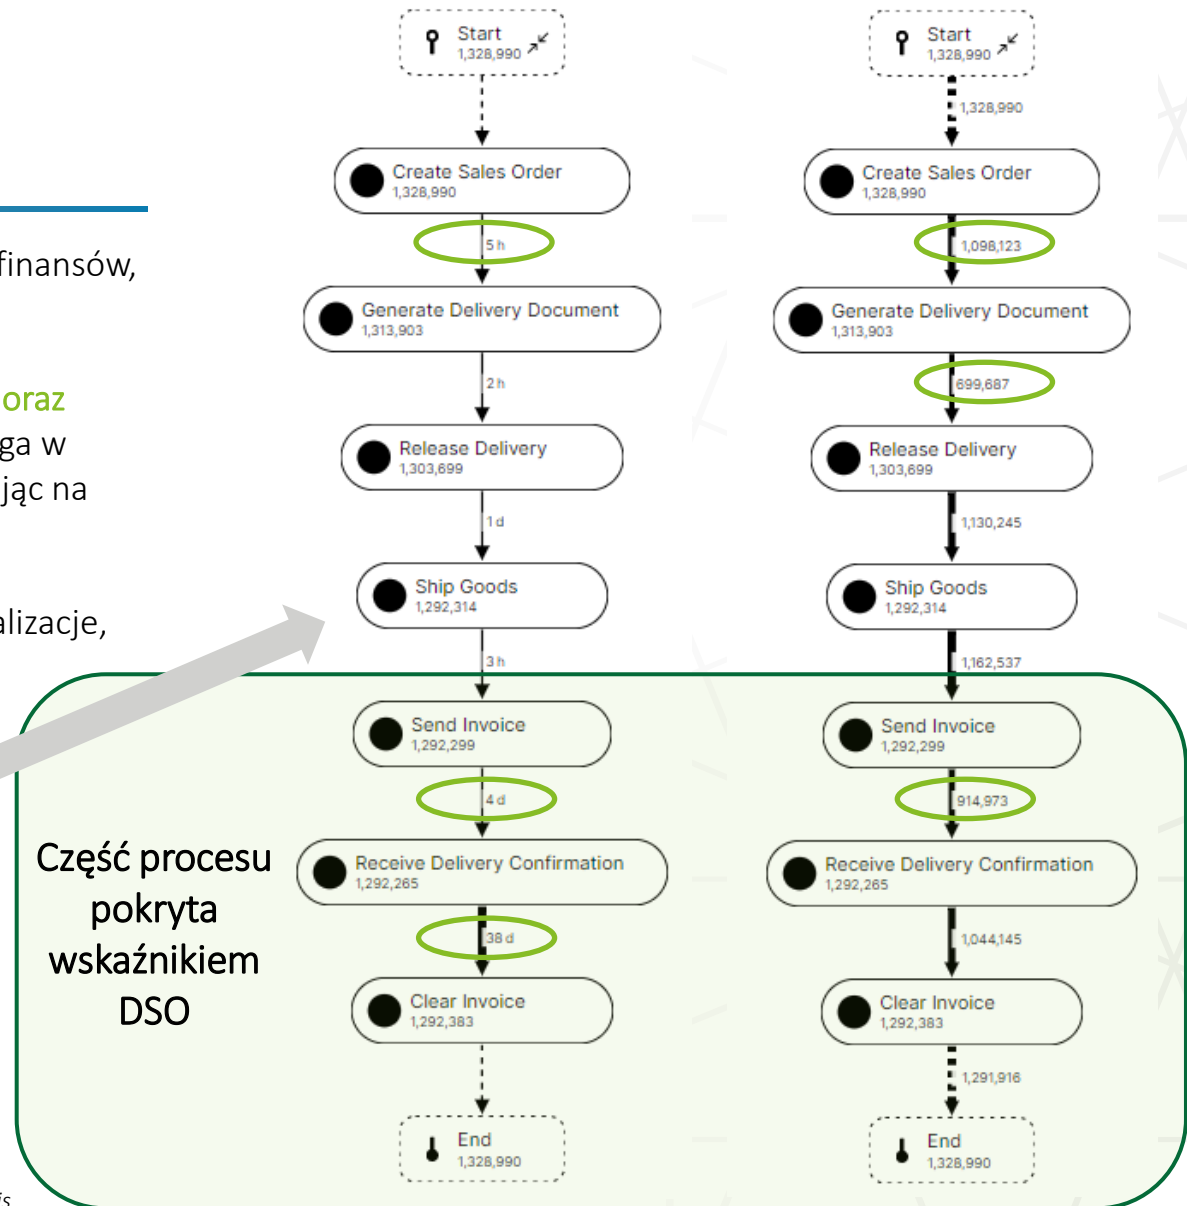 finansów,
oraz
ga w
jąc na
alizacje,
Część procesu
pokryta
wskaźnikiem
DSO
is
Start
1,328,990
Create Sales Order
1,328,990
5 h
Generate Delivery Document
1,313,903
2 h
Release Delivery
1,303,699
1 d
Ship Goods
1,292,314
3 h
Send Invoice
1,292,299
4 d
Receive Delivery Confirmation
1,292,265
38 d
Clear Invoice
1,292,383
End
1,328,990
Start
1,328,990
1,328,990
Create Sales Order
1,328,990
1,098,123
Generate Delivery Document
1,313,903
699,687
Release Delivery
1,303,699
1,130,245
Ship Goods
1,292,314
1,162,537
Send Invoice
1,292,299
914,973
Receive Delivery Confirmation
1,292,265
1,044,145
Clear Invoice
1,292,383
1,291,916
End
1,328,990